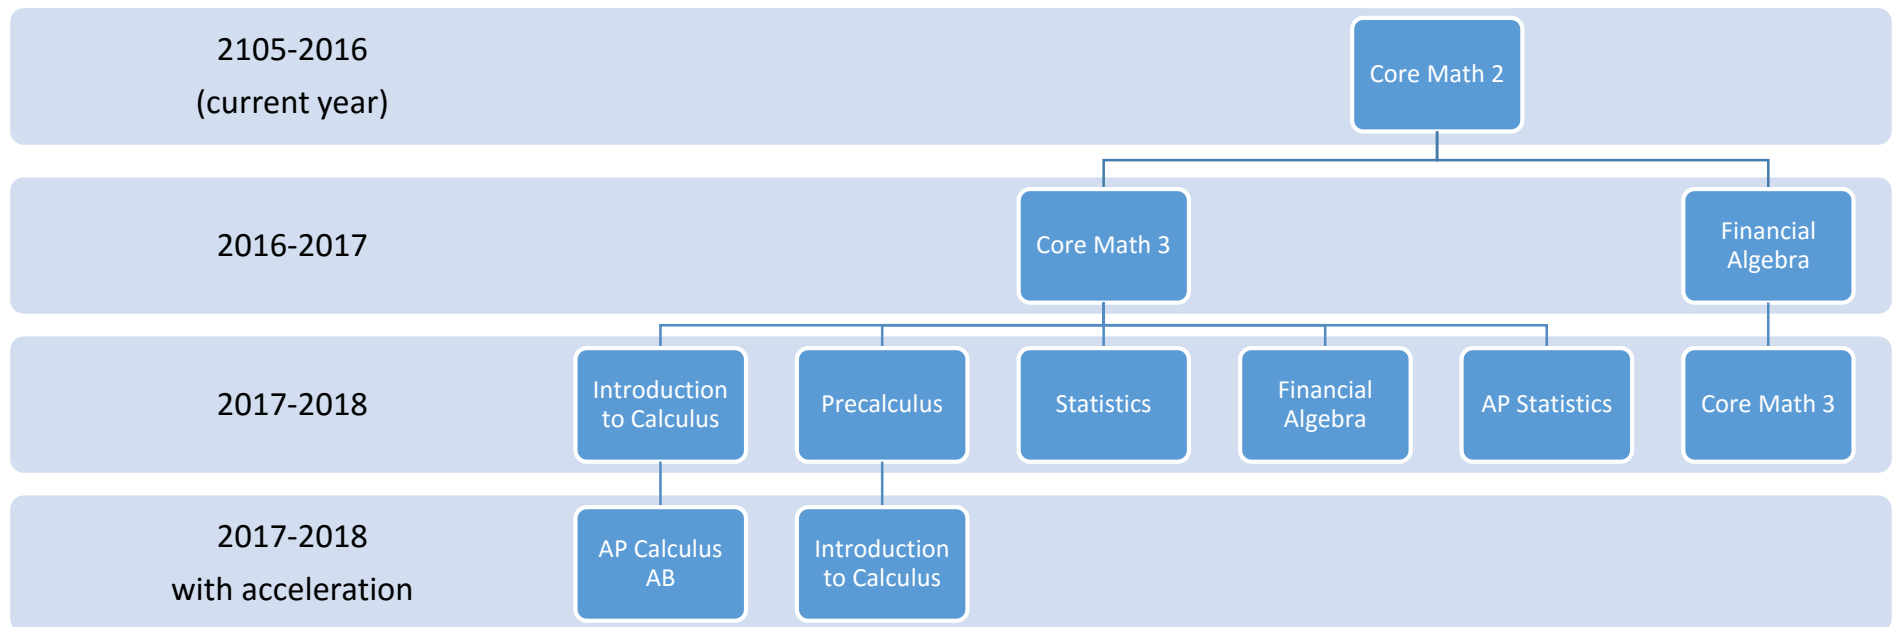 2105-2016
(current year)
Core Math 2
2016-2017
Core Math 3
Financial
Algebra
2017-2018
Introduction
to Calculus
Precalculus
Statistics
Financial
Algebra
AP Statistics
Core Math 3
2017-2018
with acceleration
AP Calculus
AB
Introduction
to Calculus